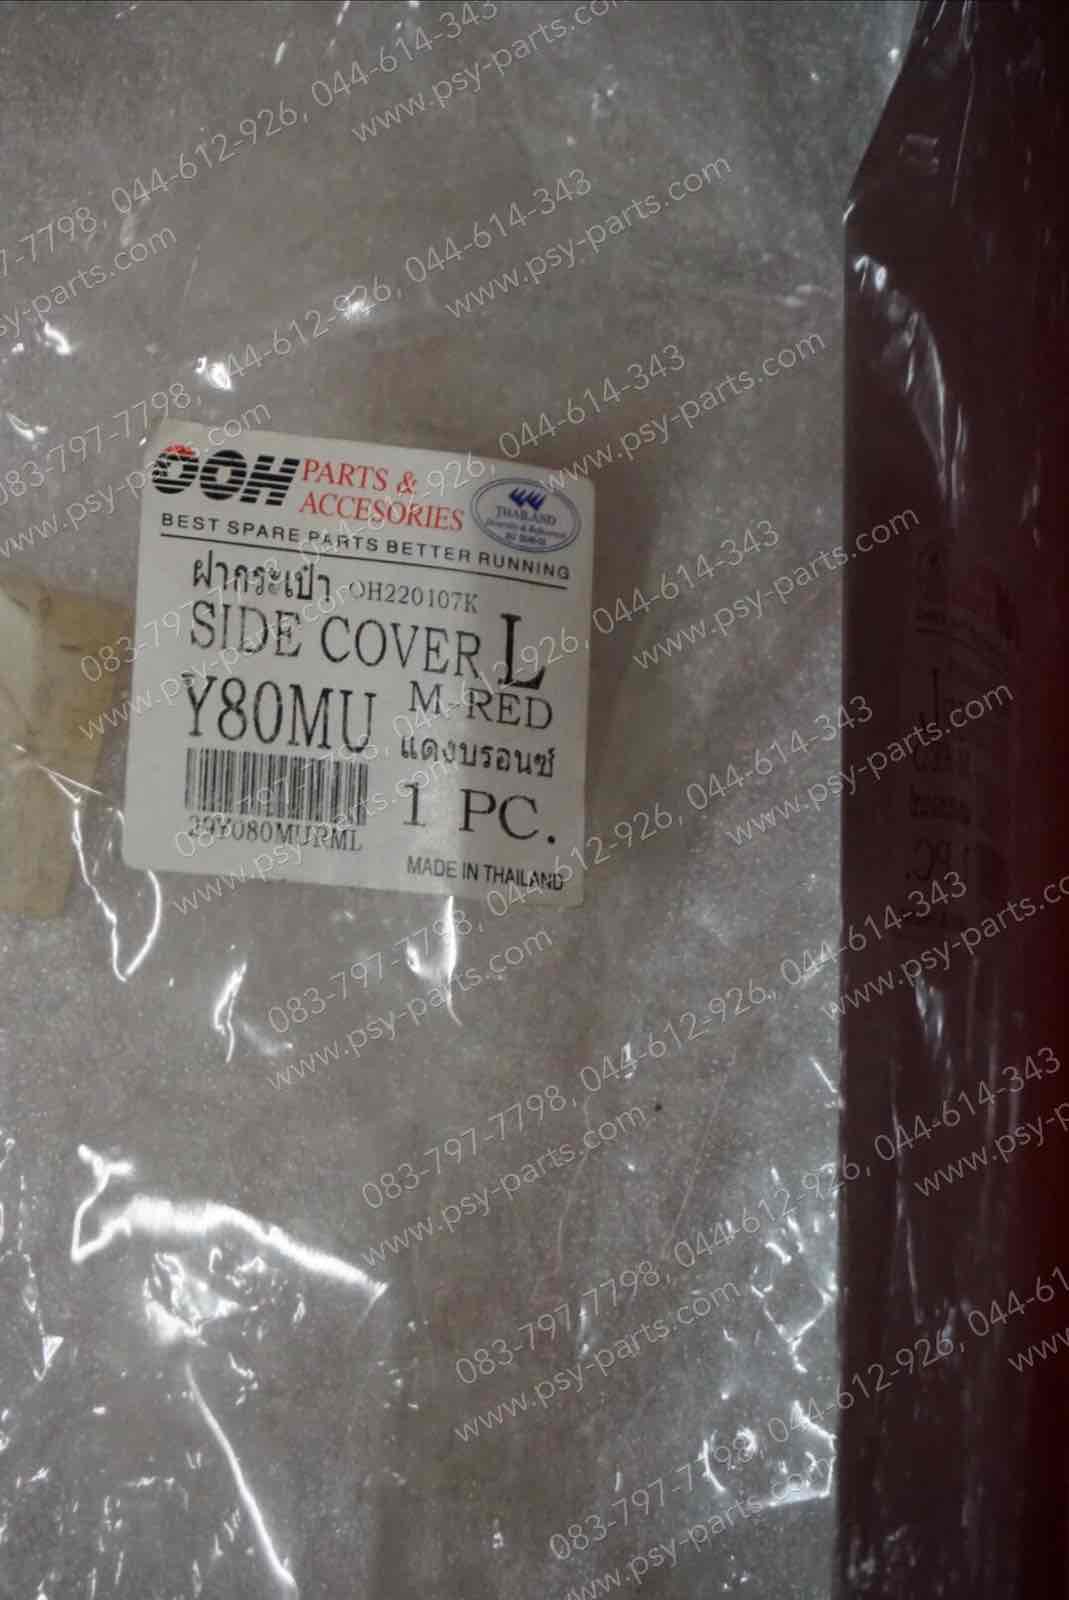 OOH PARTS &
ACCESORIES
THAILAND
BEST SPARE PARTS BETTER RUNNING
ฝากระเป๋า OH220107K
SIDE COVER L
Y80MU M-RED
แดงบรอนซ์
1 PC.
29Y080MURML
MADE IN THAILAND
083-797-7798, 044-612-926, 044-614-343
www.psy-parts.com